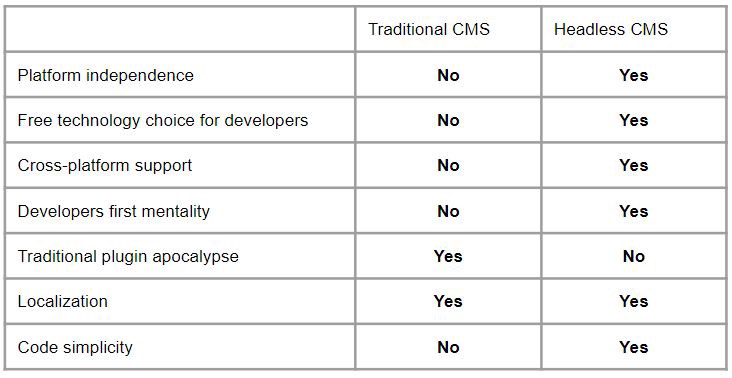 Traditional CMS Headless CMS
Platform independence No Yes
Free technology choice for developers No Yes
Cross-platform support No Yes
Developers first mentality No Yes
Traditional plugin apocalypse Yes No
Localization Yes Yes
Code simplicity No Yes